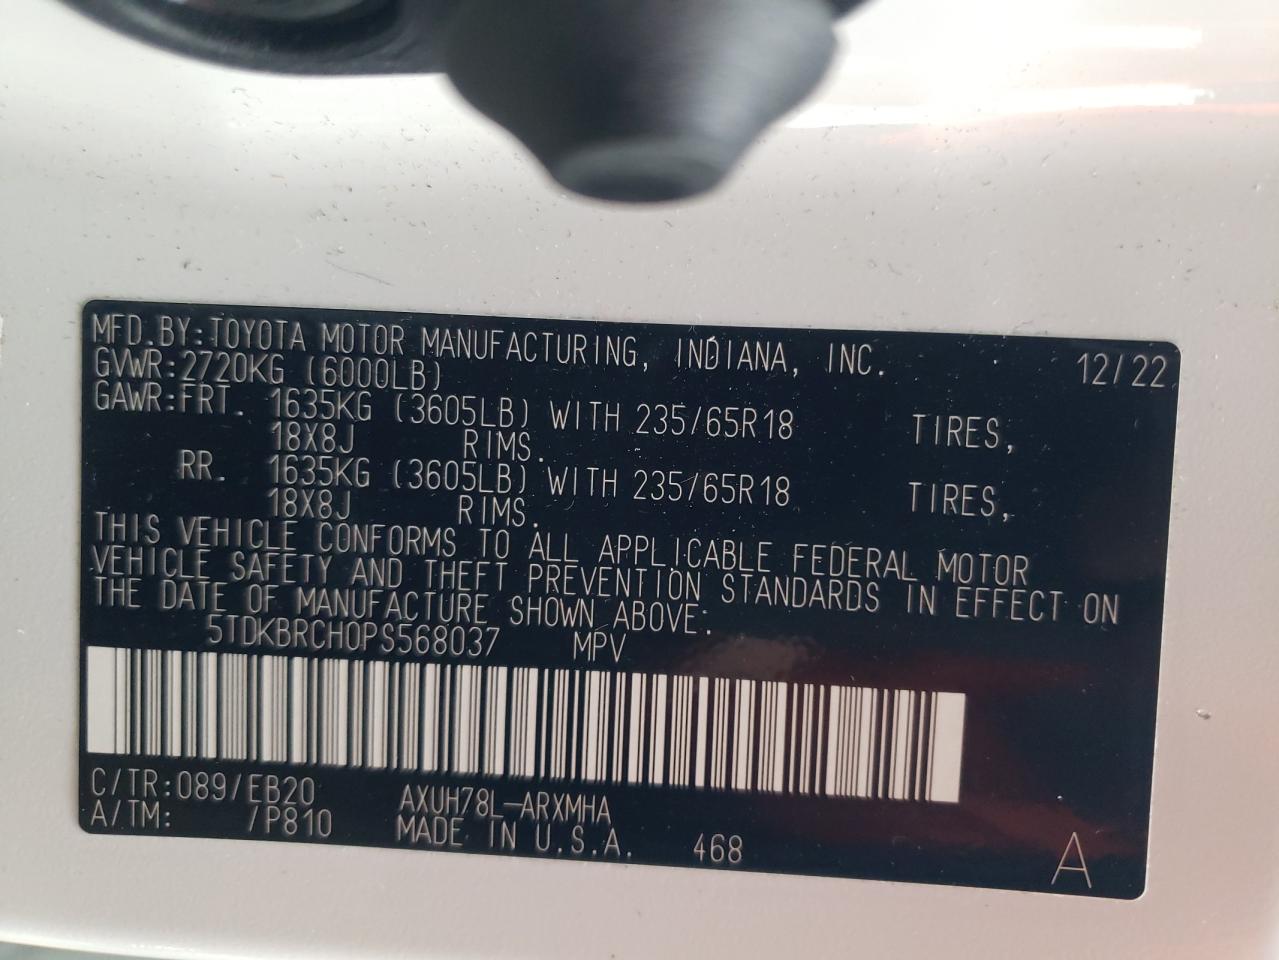 MFD.BY:TOYOTA MOTOR MANUFACTURING, INDIANA, INC. 12/22
GVWR:2720KG (6000LB)
GAWR:FRT. 1635KG (3605LB) WITH 235/65R18 TIRES,
18X8J RIMS.
RR. 1635KG (3605LB) WITH 235/65R18 TIRES,
18X8J RIMS.
THIS VEHICLE CONFORMS TO ALL APPLICABLE FEDERAL MOTOR
VEHICLE SAFETY AND THEFT PREVENTION STANDARDS IN EFFECT ON
THE DATE OF MANUFACTURE SHOWN ABOVE.
5TDKBRCH0PS568037 MPV
C/TR:089/EB20 AXUH78L-ARXMHA
A/TM: /P810 MADE IN U.S.A. 468 A